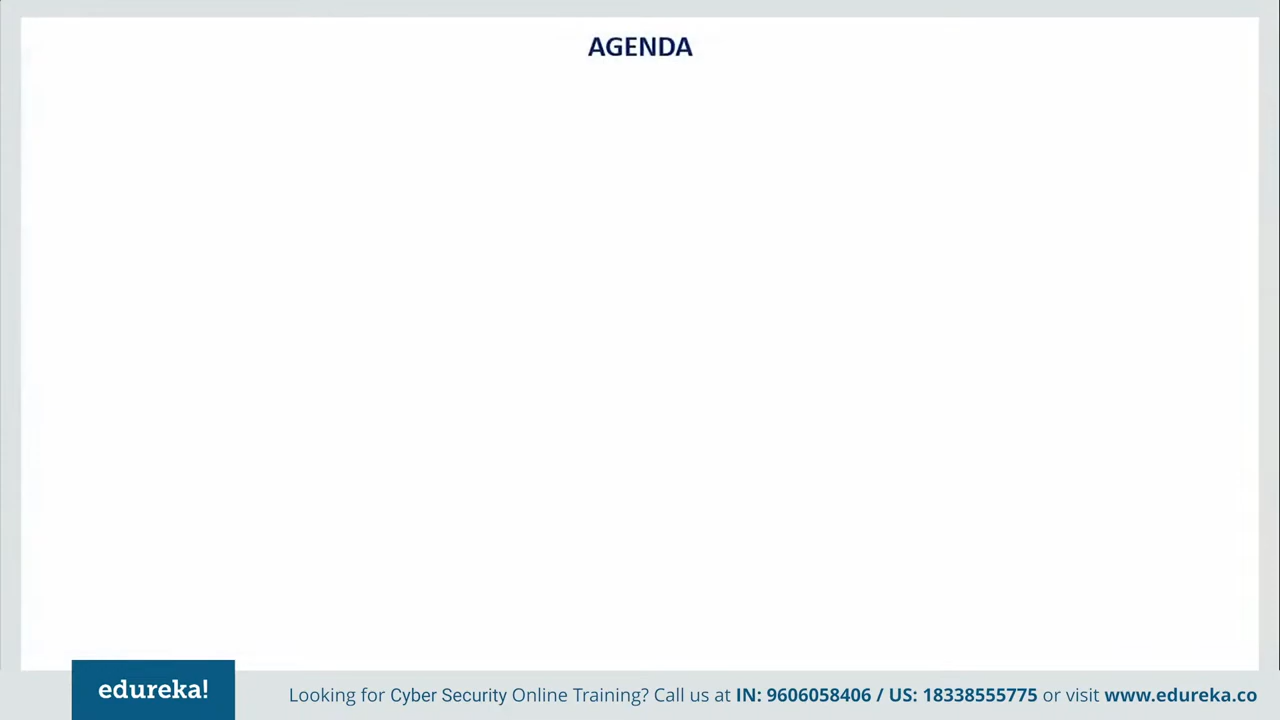 AGENDA
edureka!
Looking for Cyber Security Online Training? Call us at IN: 9606058406 / US: 18338555775 or visit www.edureka.co